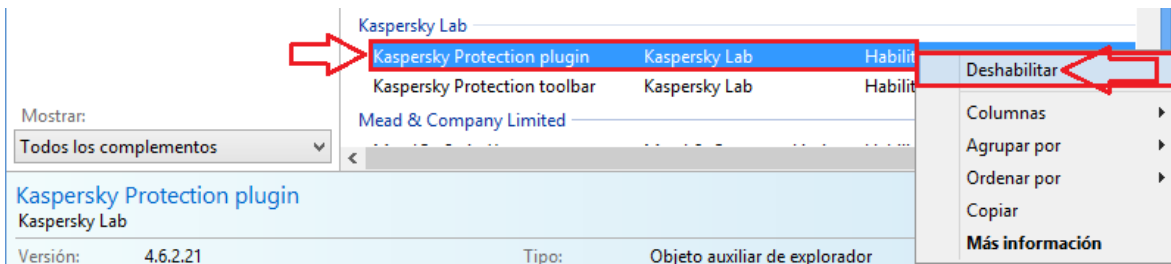 Kaspersky Lab
Kaspersky Protection plugin Kaspersky Lab Habilit
Deshabilitar
Kaspersky Protection toolbar Kaspersky Lab Habilit
Mostrar:
Mead & Company Limited
Columnas
Todos los complementos
Agrupar por
Ordenar por
Kaspersky Protection plugin
Kaspersky Lab
Copiar
Más información
Versión: 4.6.2.21 Tipo: Objeto auxiliar de explorador